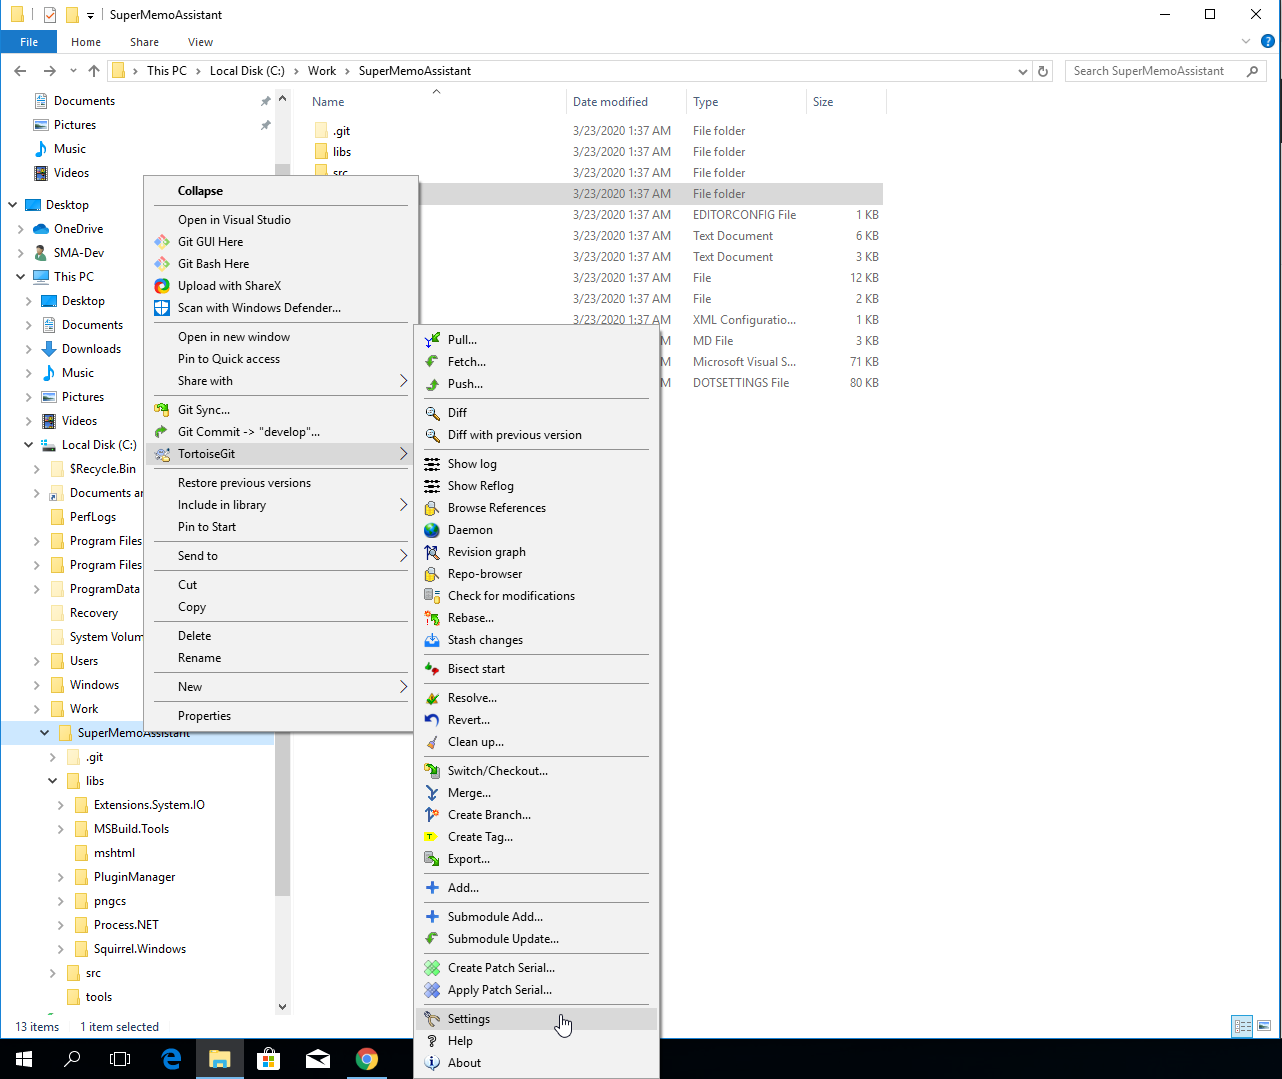 SuperMemoAssistant
File Home Share View
This PC Local Disk (C:) Work SuperMemoAssistant
Search SuperMemoAssistant
Name Date modified Type Size
Documents
Pictures
Music
Videos
Desktop
OneDrive
SMA-Dev
This PC
Desktop
Documents
Downloads
Music
Pictures
Videos
Local Disk (C:)
$Recycle.Bin
Documents
PerfLogs
Program Files
Program Files
ProgramData
Recovery
System Volum
Users
Windows
Work
SuperMemoAssistant
.git
libs
Extensions.System.IO
MSBuild.Tools
mshtml
PluginManager
pngcs
Process.NET
Squirrel.Windows
src
tools
.git 3/23/2020 1:37 AM File folder
libs 3/23/2020 1:37 AM File folder
src 3/23/2020 1:37 AM File folder
3/23/2020 1:37 AM File folder
3/23/2020 1:37 AM EDITORCONFIG File 1 KB
3/23/2020 1:37 AM Text Document 6 KB
3/23/2020 1:37 AM Text Document 3 KB
3/23/2020 1:37 AM File 12 KB
3/23/2020 1:37 AM File 2 KB
3/23/2020 1:37 AM XML Configuratio... 1 KB
M MD File 3 KB
M Microsoft Visual S... 71 KB
M DOTSETTINGS File 80 KB
Collapse
Open in Visual Studio
Git GUI Here
Git Bash Here
Upload with ShareX
Scan with Windows Defender...
Open in new window
Pin to Quick access
Share with
Git Sync...
Git Commit -> "develop"...
TortoiseGit
Restore previous versions
Include in library
Pin to Start
Send to
Cut
Copy
Delete
Rename
New
Properties
Pull...
Fetch...
Push...
Diff
Diff with previous version
Show log
Show Reflog
Browse References
Daemon
Revision graph
Repo-browser
Check for modifications
Rebase...
Stash changes
Bisect start
Resolve...
Revert...
Clean up...
Switch/Checkout...
Merge...
Create Branch...
Create Tag...
Export...
Add...
Submodule Add...
Submodule Update...
Create Patch Serial...
Apply Patch Serial...
Settings
Help
About
13 items 1 item selected